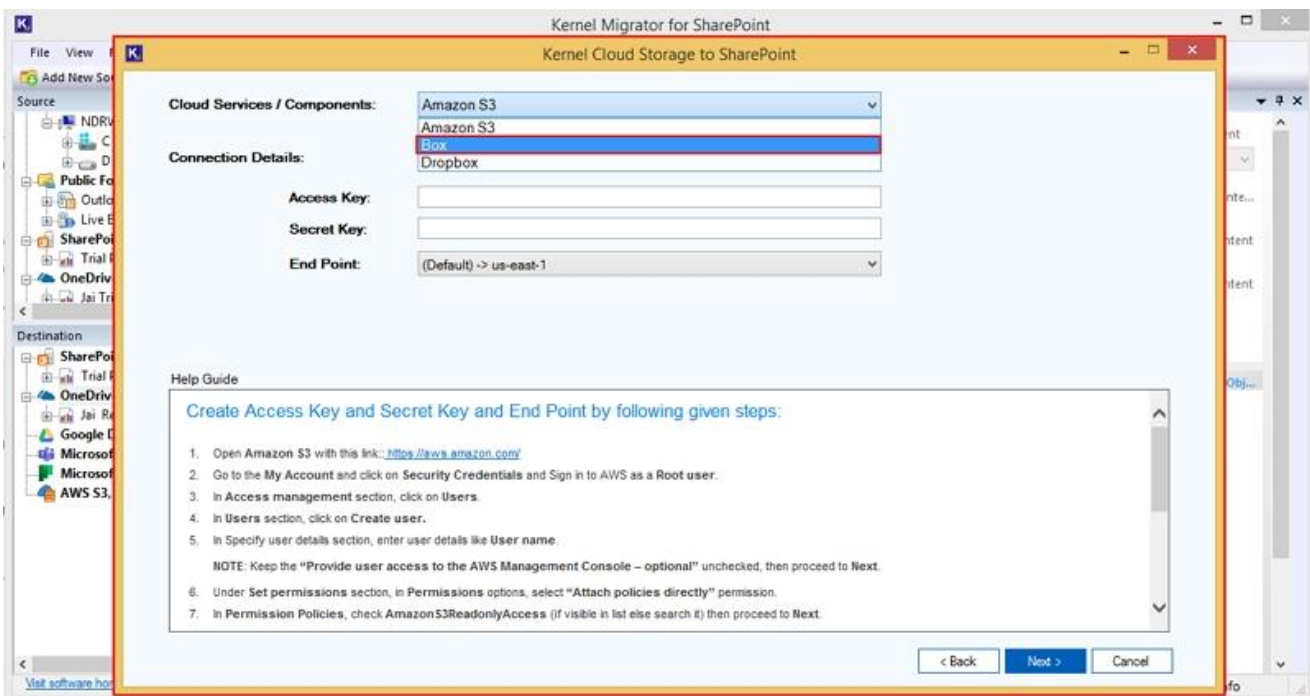 Kernel Migrator for SharePoint
File View
Kernel Cloud Storage to SharePoint
Add New
Source
NDRV
C
D
Public
Outlo
Live
SharePoi
Trial
OneDriv
Jai Tri
Destination
SharePoi
Trial
OneDriv
Jai Re
Google
Microsof
Microsof
AWS S3,
Visit software
Cloud Services / Components: Amazon S3
Amazon S3
Box
Dropbox
Connection Details:
Access Key:
Secret Key:
End Point: (Default) -> us-east-1
Help Guide
Create Access Key and Secret Key and End Point by following given steps:
1. Open Amazon S3 with this link:: https://aws.amazon.com/
2. Go to the My Account and click on Security Credentials and Sign in to AWS as a Root user.
3. In Access management section, click on Users.
4. In Users section, click on Create user.
5. In Specify user details section, enter user details like User name.
NOTE: Keep the “Provide user access to the AWS Management Console – optional” unchecked, then proceed to Next.
6. Under Set permissions section, in Permissions options, select “Attach policies directly” permission.
7. In Permission Policies, check AmazonS3ReadonlyAccess (if visible in list else search it) then proceed to Next.
< Back Next > Cancel
nt
nte...
ntent
ntent
Obj...
fo